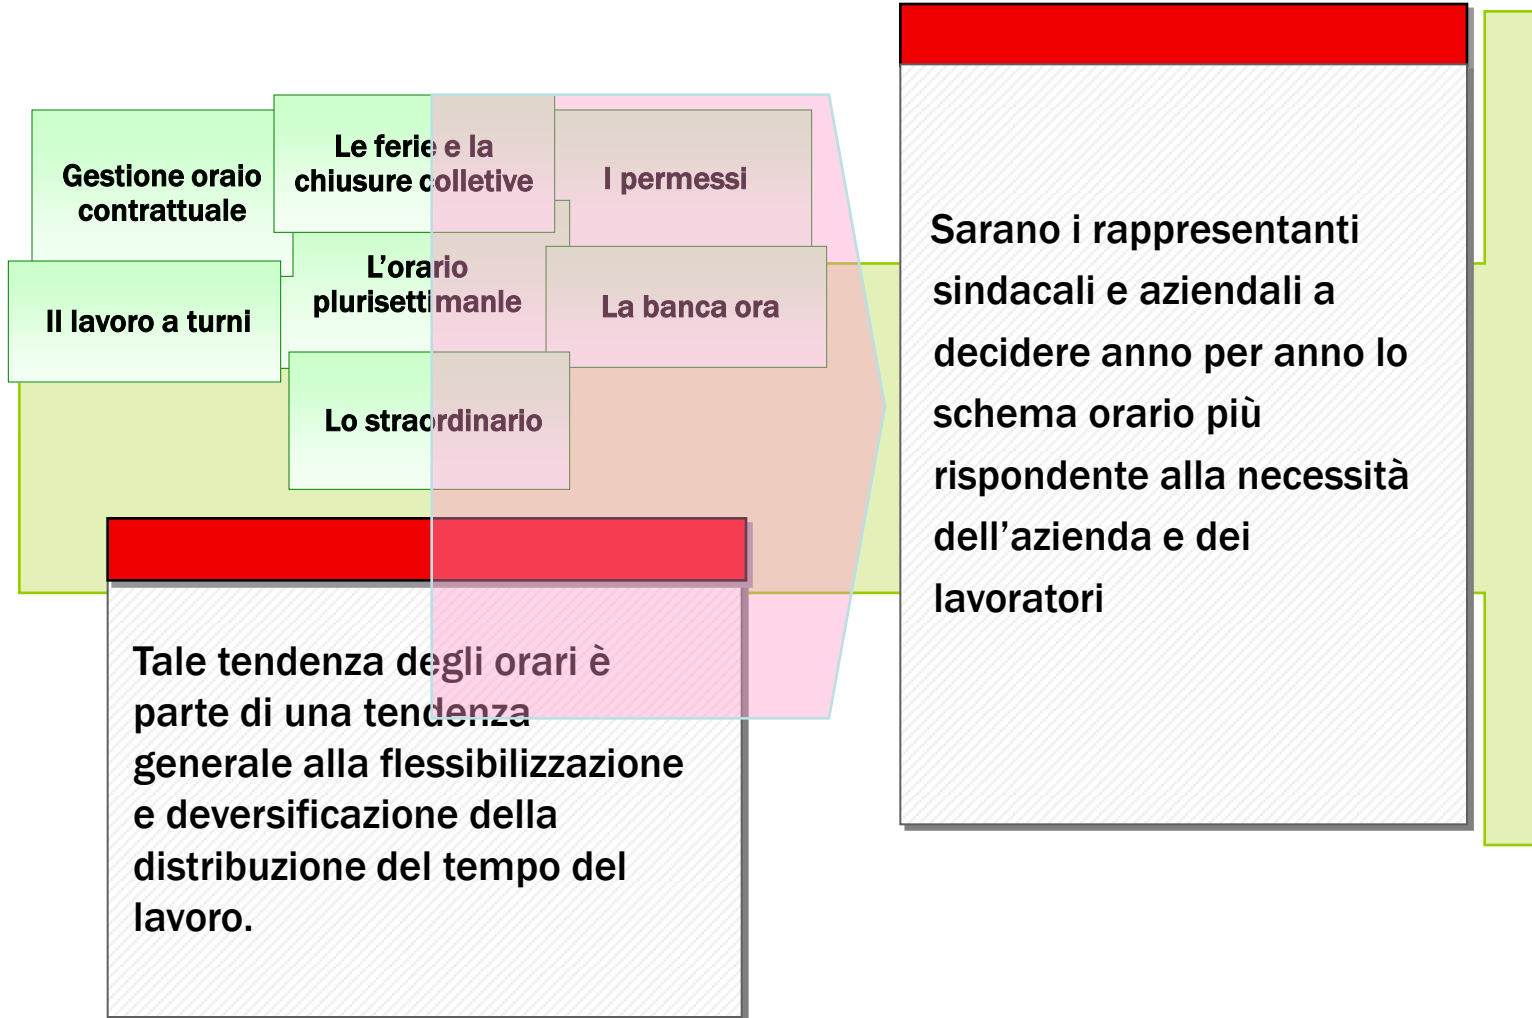 Gestione oraio
contrattuale
Le ferie e la
chiusure colletive
I permessi
Il lavoro a turni
L'orario
plurisettimanle
La banca ora
Lo straordinario
Tale tendenza degli orari è
parte di una tendenza
generale alla flessibilizzazione
e deversificazione della
distribuzione del tempo del
lavoro.
Sarano i rappresentanti
sindacali e aziendali a
decidere anno per anno lo
schema orario più
rispondente alla necessità
dell'azienda e dei
lavoratori